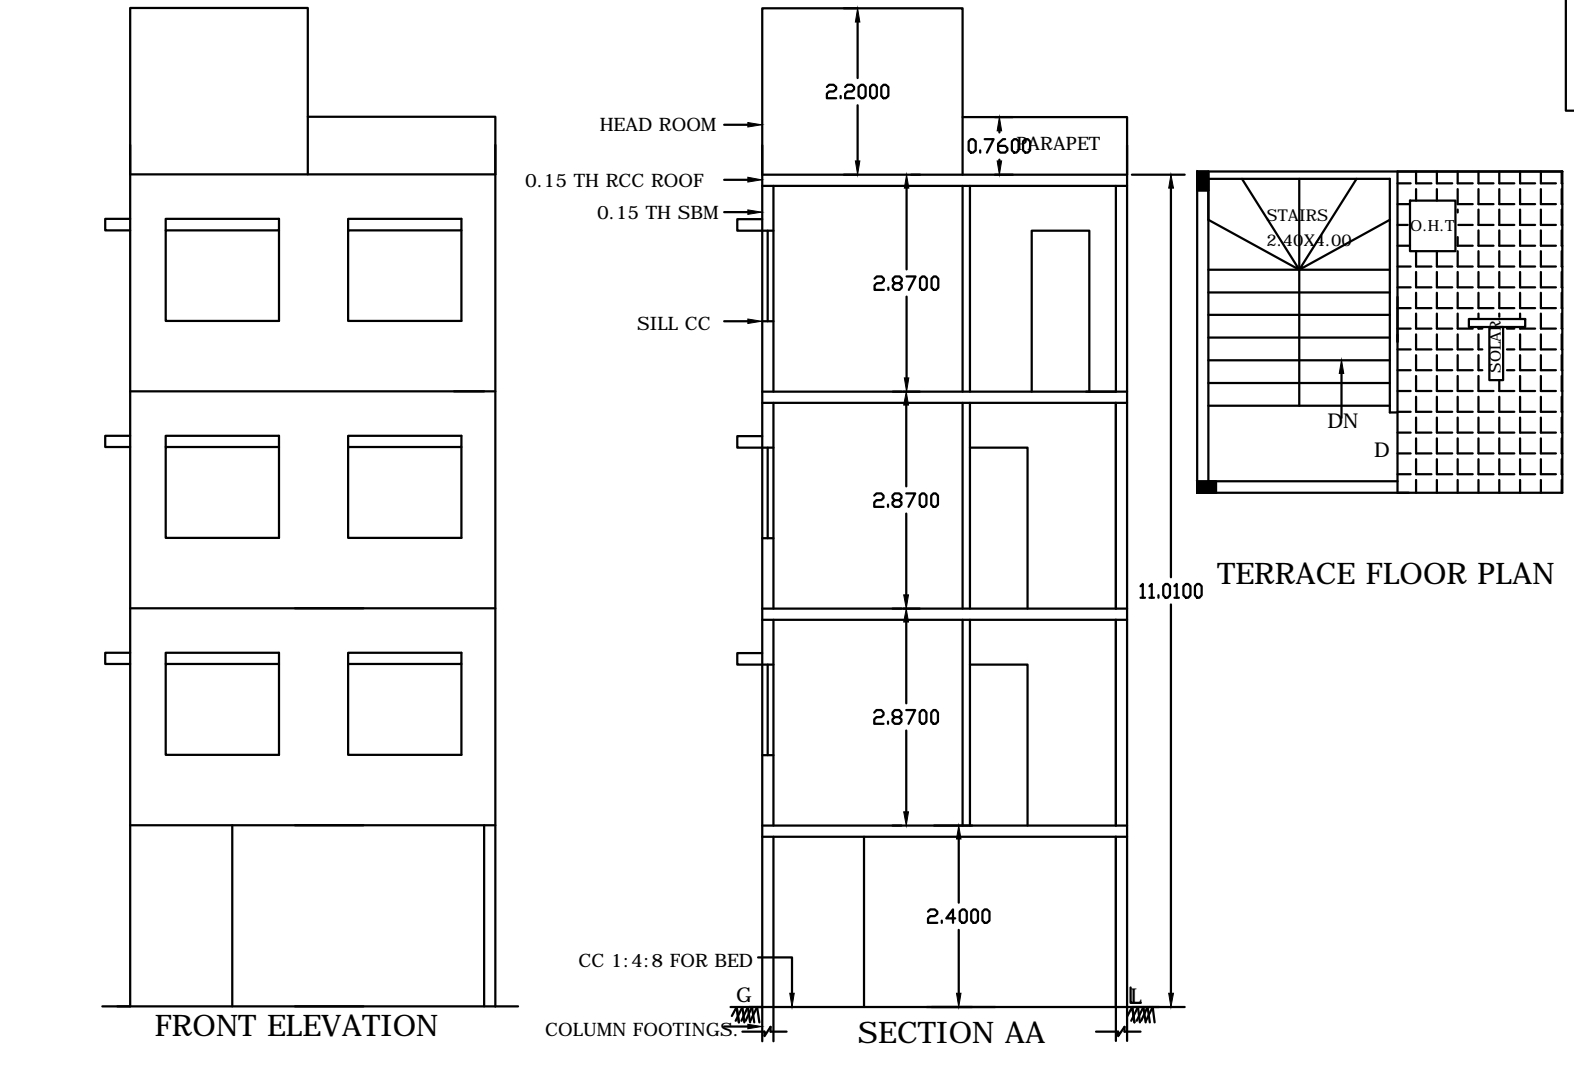 2.2000
HEAD ROOM
0.7600
PARAPET
0.15 TH RCC ROOF
0.15 TH SBM
2.8700
SILL CC
2.8700
11.0100
2.8700
2.4000
CC 1:4:8 FOR BED
G
L
COLUMN FOOTINGS.
FRONT ELEVATION
SECTION AA
STAIRS
2.40X4.00
O.H.T
SOLAR
DN
D
TERRACE FLOOR PLAN